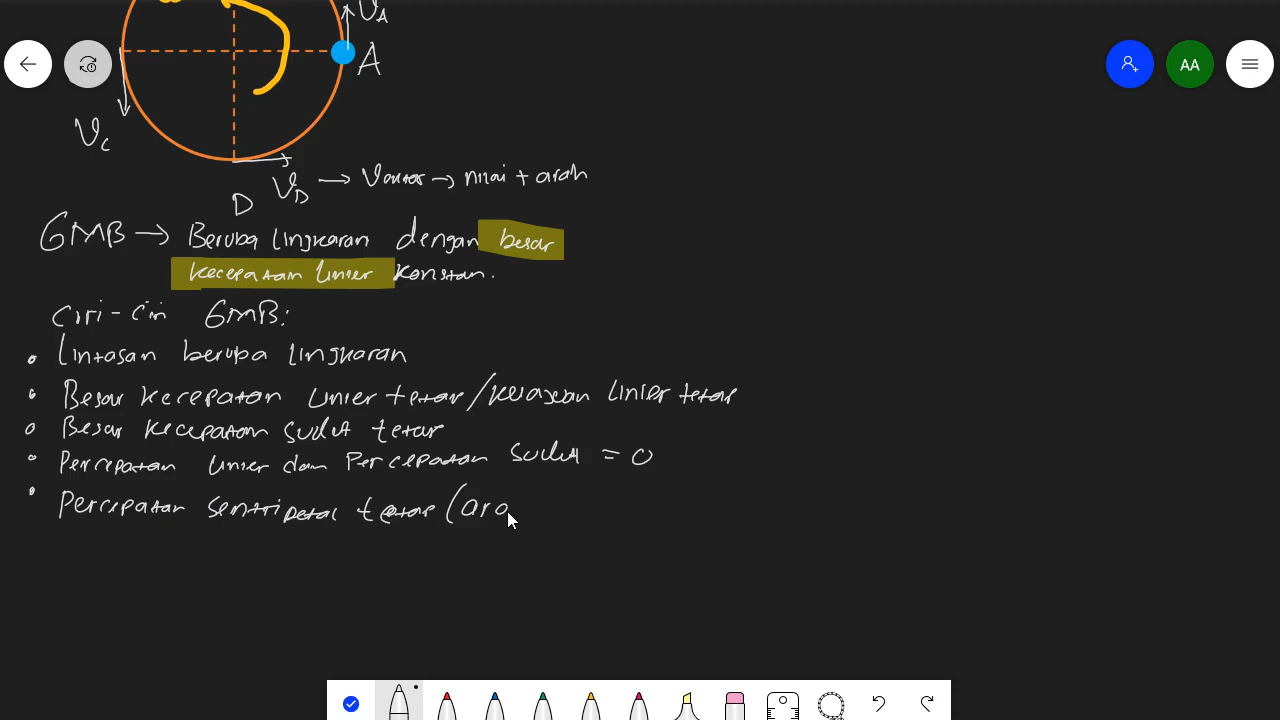 VA
A
VC
VD → Vektor → nilai + arah
D
GMB → Berupa lingkaran dengan besar
kecepatan linier konstan.
Ciri-ciri GMB:
• Lintasan berupa lingkaran
• Besar kecepatan linier tetap/kelajuan linier tetap
• Besar kecepatan sudut tetap
• Percepatan linier dan Percepatan sudut = 0
• Percepatan sentripetal tetap (ara
AA